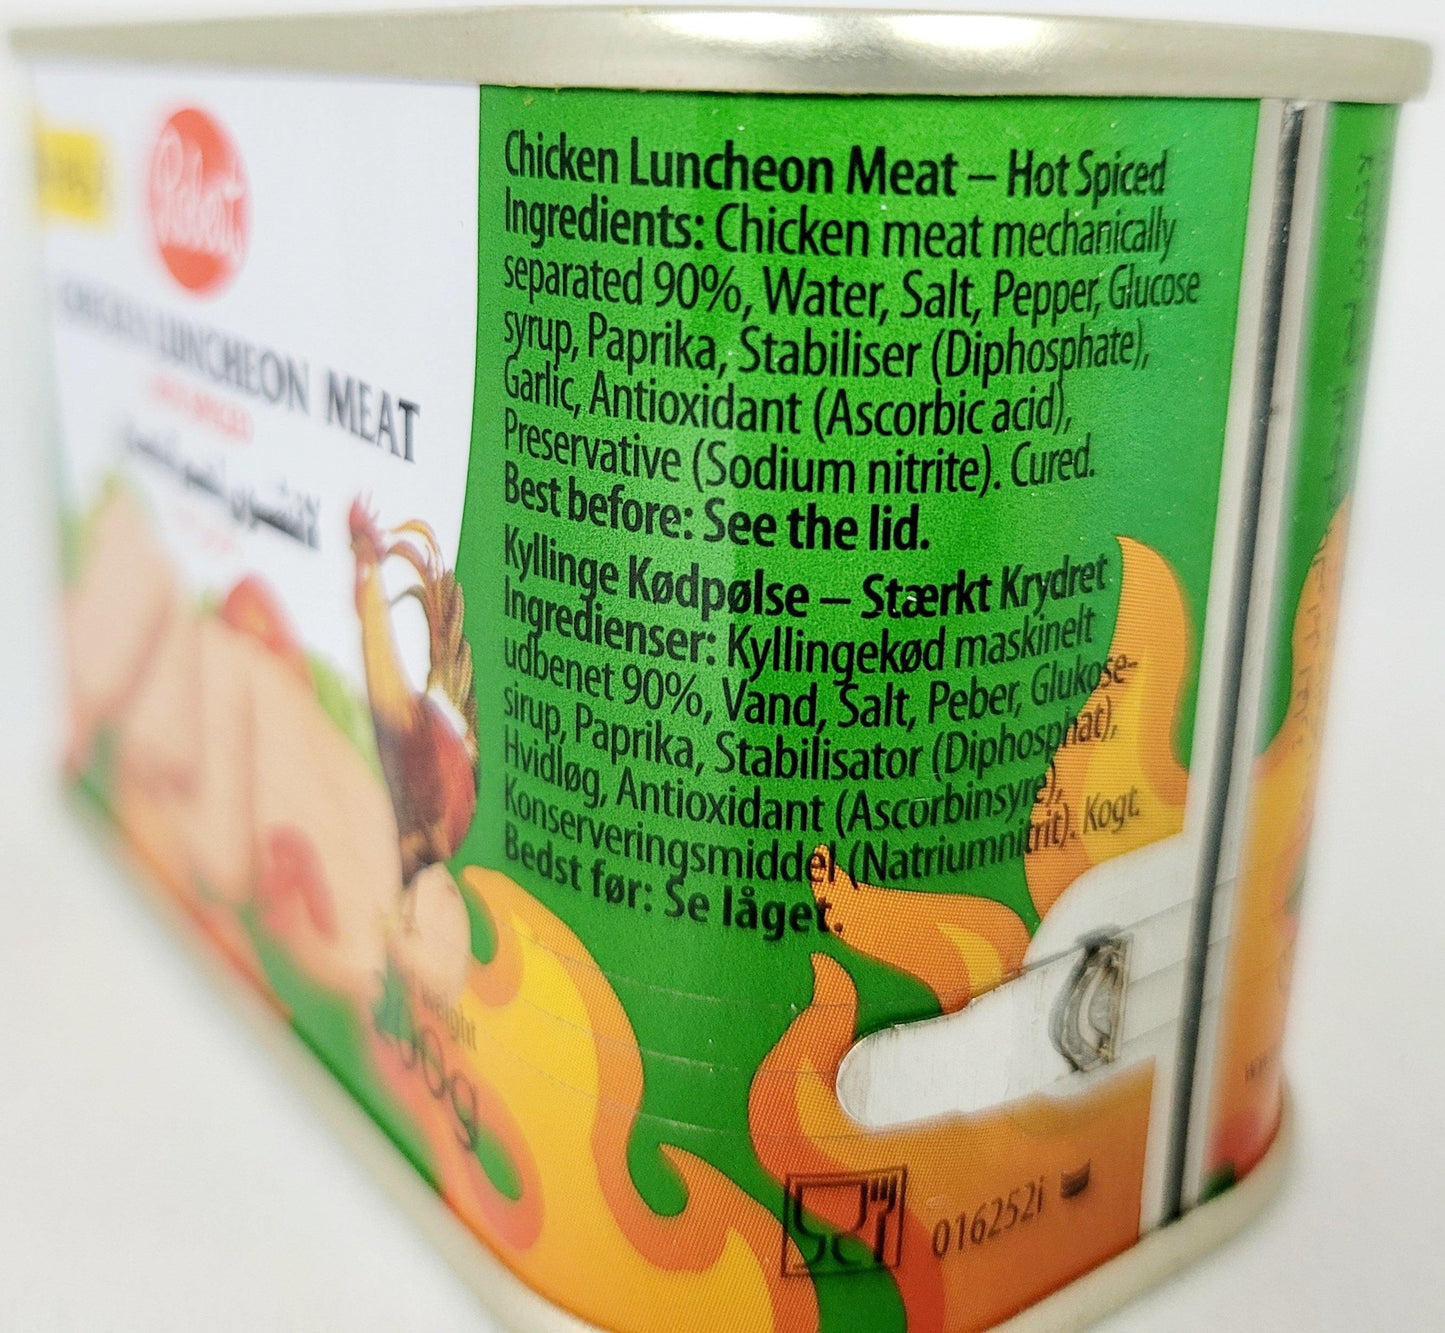 Robert
CHICKEN LUNCHEON MEAT
Chicken Luncheon Meat – Hot Spiced
Ingredients: Chicken meat mechanically
separated 90%, Water, Salt, Pepper, Glucose
syrup, Paprika, Stabiliser (Diphosphate),
Garlic, Antioxidant (Ascorbic acid),
Preservative (Sodium nitrite). Cured.
Best before: See the lid.
Kyllinge Kødpølse – Stærkt Krydret
Ingredienser: Kyllingekød maskinelt
udbenet 90%, Vand, Salt, Peber, Glukose-
sirup, Paprika, Stabilisator (Diphosphat),
Hvidløg, Antioxidant (Ascorbinsyre),
Konserveringsmiddel (Natriumnitrit). Kogt.
Bedst før: Se låget.
weight
016252i